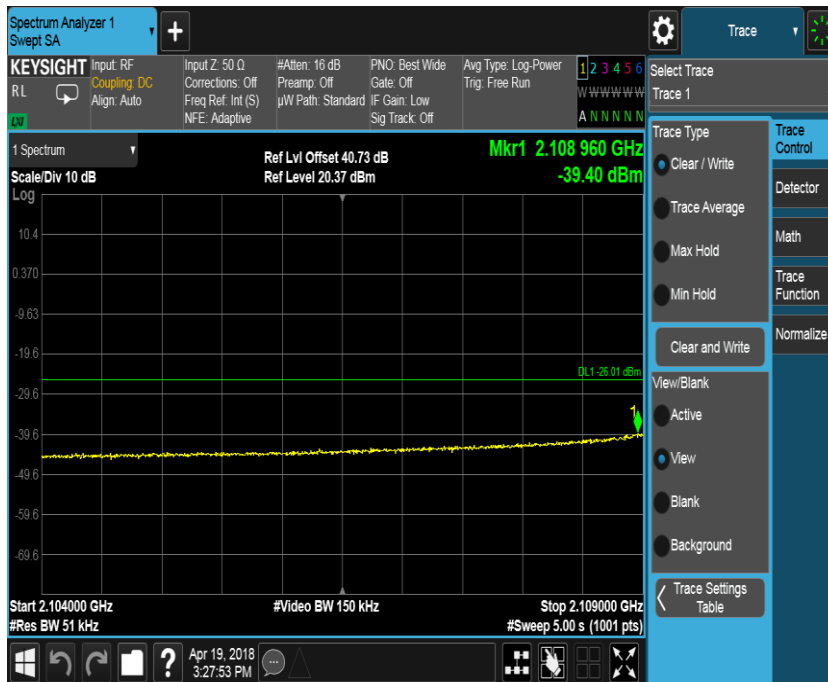 Spectrum Analyzer 1
Swept SA
+
Trace
KEYSIGHT
RL
LXI
Input: RF
Coupling: DC
Align: Auto
Input Z: 50 Ω
Corrections: Off
Freq Ref: Int (S)
NFE: Adaptive
#Atten: 16 dB
Preamp: Off
µW Path: Standard
PNO: Best Wide
Gate: Off
IF Gain: Low
Sig Track: Off
Avg Type: Log-Power
Trig: Free Run
1 2 3 4 5 6
W W W W W W
A N N N N N
Select Trace
Trace 1
1 Spectrum
Scale/Div 10 dB
Log
Ref Lvl Offset 40.73 dB
Ref Level 20.37 dBm
Mkr1 2.108 960 GHz
-39.40 dBm
10.4
0.370
-9.63
-19.6
-29.6
-39.6
-49.6
-59.6
-69.6
DL1 -26.01 dBm
1
Start 2.104000 GHz
#Res BW 51 kHz
#Video BW 150 kHz
Stop 2.109000 GHz
#Sweep 5.00 s (1001 pts)
Trace Type
Clear / Write
Trace Average
Max Hold
Min Hold
Clear and Write
View/Blank
Active
View
Blank
Background
Trace Settings
Table
Trace
Control
Detector
Math
Trace
Function
Normalize
?
Apr 19, 2018
3:27:53 PM